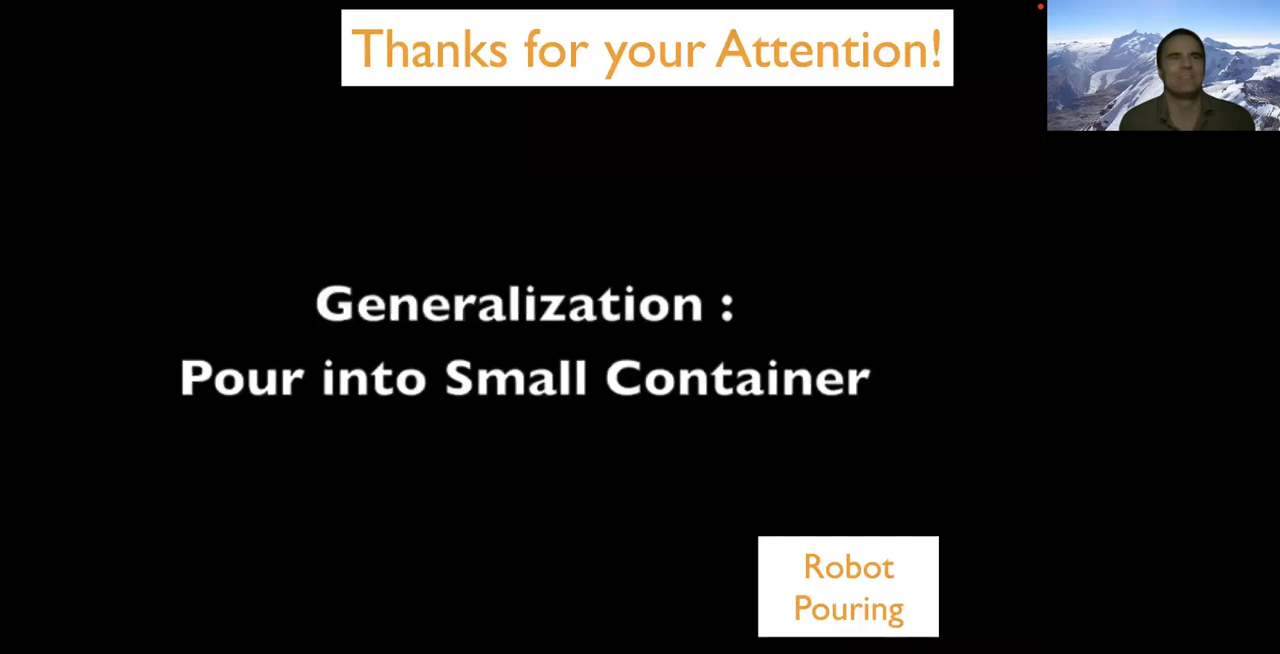 Thanks for your Attention!
Generalization :
Pour into Small Container
Robot
Pouring